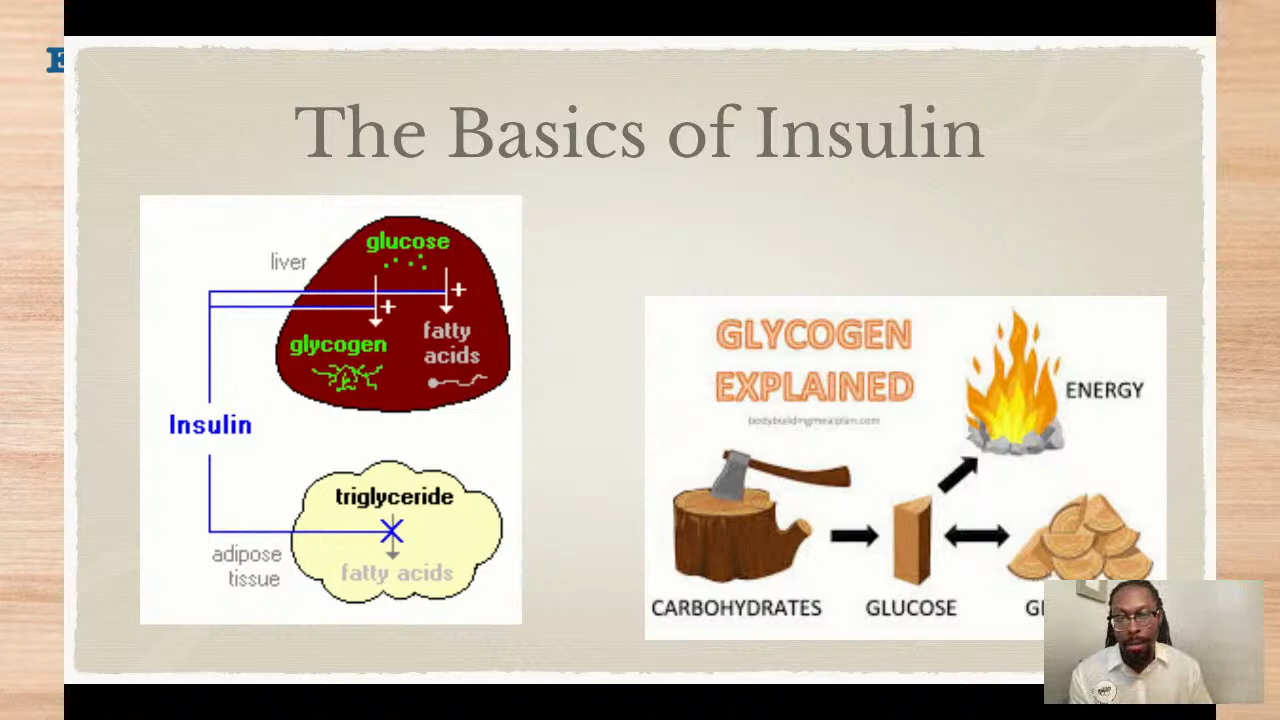 E
The Basics of Insulin
glucose
liver
+
+
glycogen
fatty
acids
Insulin
triglyceride
adipose
tissue
fatty acids
GLYCOGEN
EXPLAINED
bodybuildingmealplan.com
ENERGY
CARBOHYDRATES
GLUCOSE